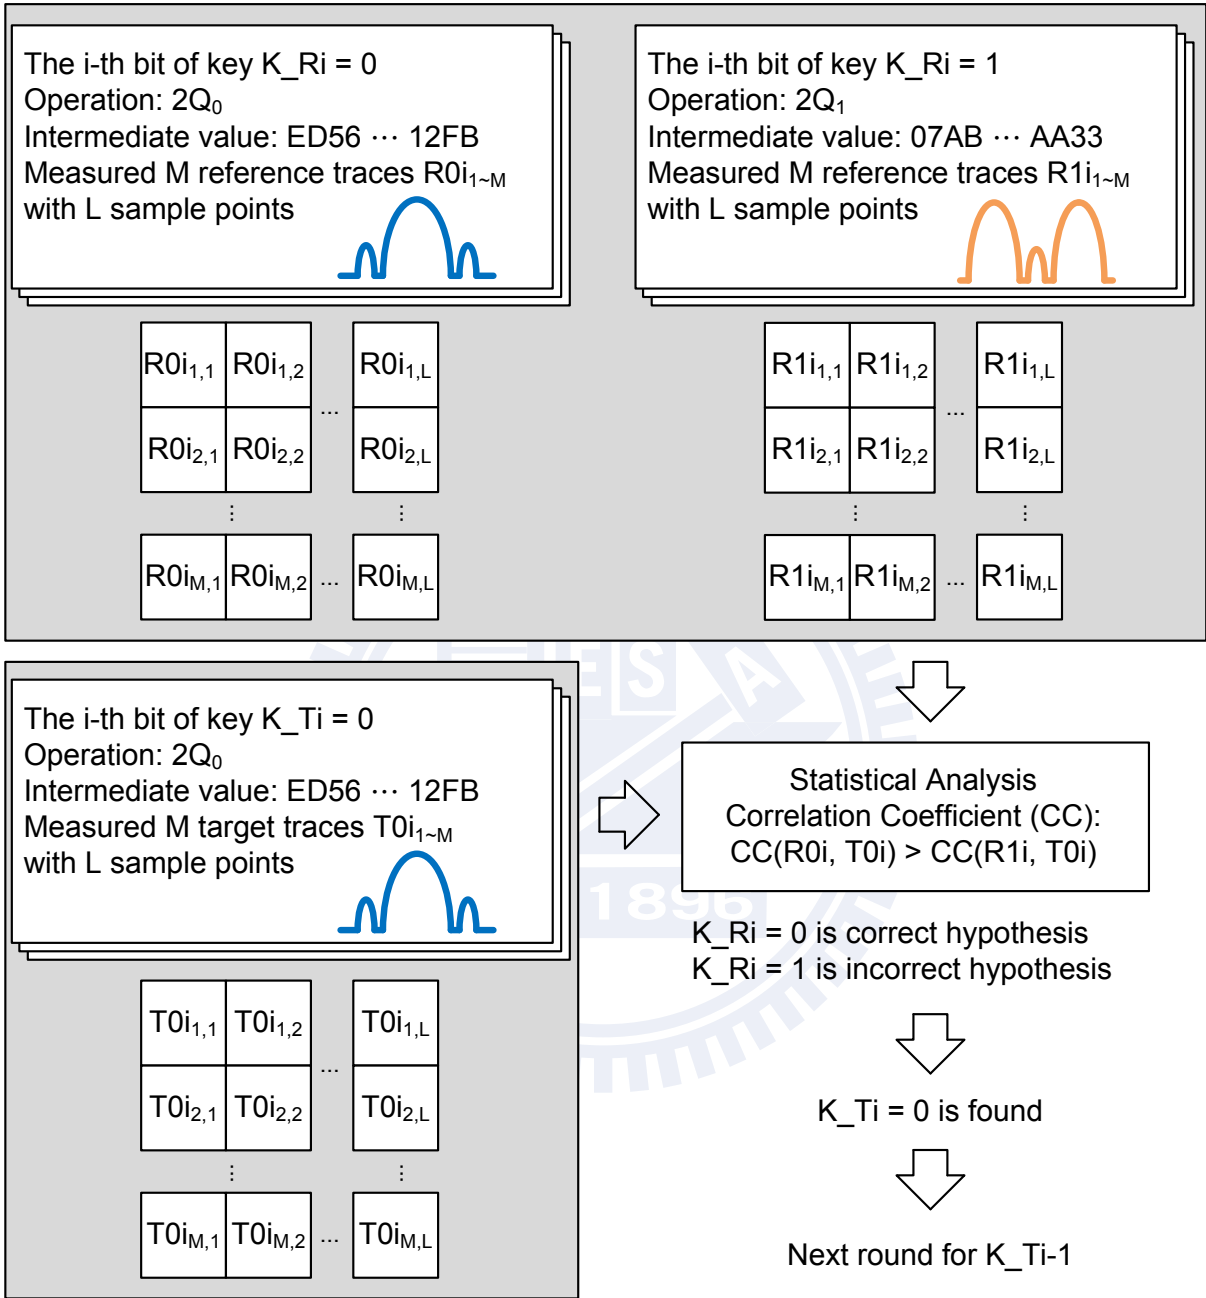 The i-th bit of key K_Ri = 0
Operation: 2Q₀
Intermediate value: ED56 ⋯ 12FB
Measured M reference traces R0i₁~M
with L sample points
R0i₁,₁ R0i₁,₂ ... R0i₁,L
R0i₂,₁ R0i₂,₂ R0i₂,L
⋮ ⋮
R0iM,₁ R0iM,₂ ... R0iM,L
The i-th bit of key K_Ri = 1
Operation: 2Q₁
Intermediate value: 07AB ⋯ AA33
Measured M reference traces R1i₁~M
with L sample points
R1i₁,₁ R1i₁,₂ ... R1i₁,L
R1i₂,₁ R1i₂,₂ R1i₂,L
⋮ ⋮
R1iM,₁ R1iM,₂ ... R1iM,L
The i-th bit of key K_Ti = 0
Operation: 2Q₀
Intermediate value: ED56 ⋯ 12FB
Measured M target traces T0i₁~M
with L sample points
T0i₁,₁ T0i₁,₂ ... T0i₁,L
T0i₂,₁ T0i₂,₂ T0i₂,L
⋮ ⋮
T0iM,₁ T0iM,₂ ... T0iM,L
Statistical Analysis
Correlation Coefficient (CC):
CC(R0i, T0i) > CC(R1i, T0i)
K_Ri = 0 is correct hypothesis
K_Ri = 1 is incorrect hypothesis
K_Ti = 0 is found
Next round for K_Ti-1
E S A
1896